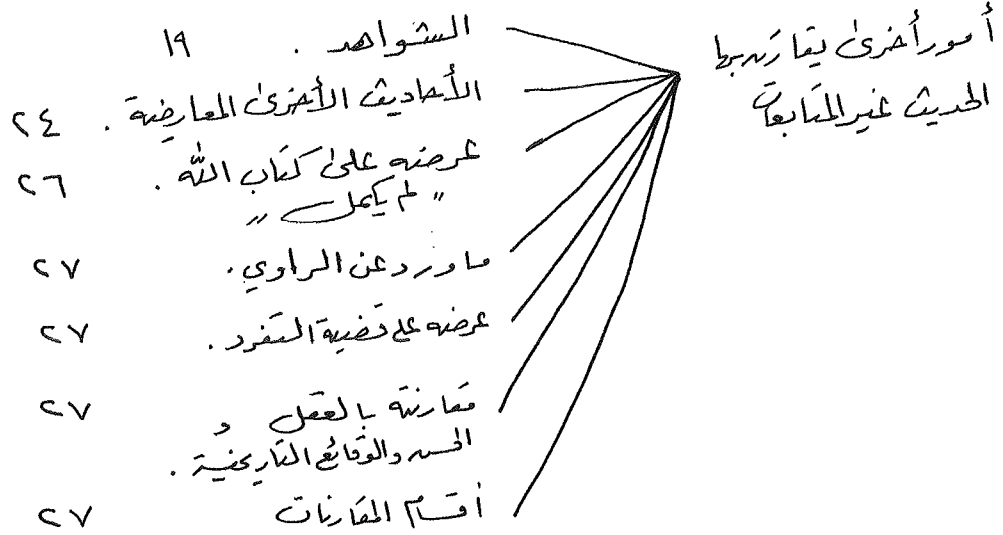 أمور أخرى يقارن بها
الحديث غير المتابعات
الشواهد . ١٩
الأحاديث الأخرى المعارضة . ٢٤
عرضه على كتاب الله . ٢٦
" لم يكمل "
ما ورد عن الراوي . ٢٧
عرضه على قضية التفرد . ٢٧
مقارنته بالعقل و ٢٧
الحس والوقائع التاريخية .
أقسام المقارنات ٢٧